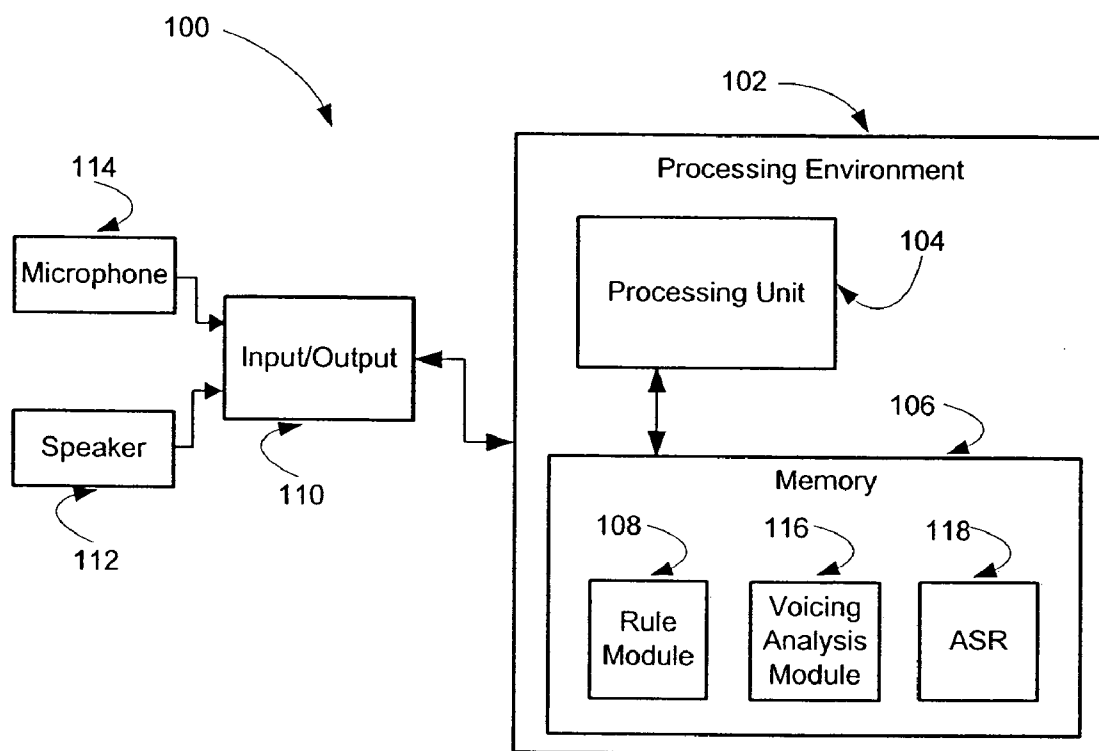 100
102
Processing Environment
114
Microphone
104
Processing Unit
Input/Output
106
Speaker
110
Memory
112
108
116
118
Rule
Module
Voicing
Analysis
Module
ASR